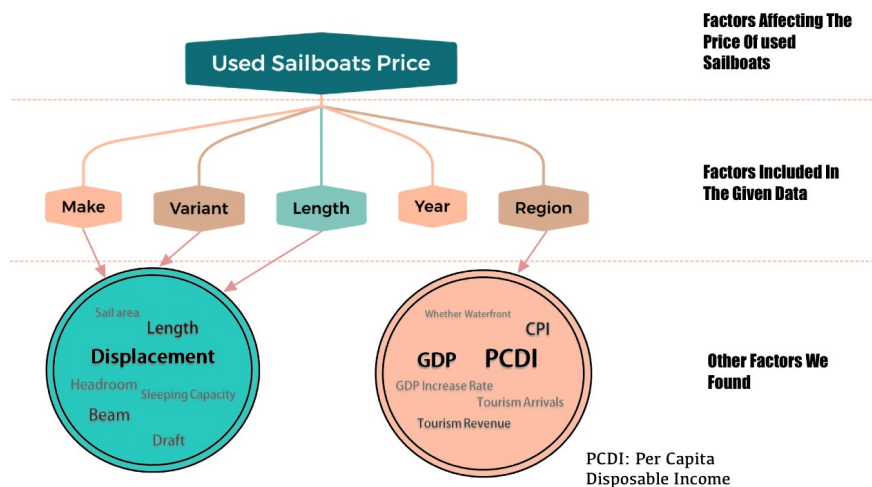 Factors Affecting The
Price Of used
Sailboats
Used Sailboats Price
Factors Included In
The Given Data
Make
Variant
Length
Year
Region
Sail area
Length
Displacement
Headroom
Sleeping Capacity
Beam
Draft
Whether Waterfront
CPI
GDP
PCDI
GDP Increase Rate
Tourism Arrivals
Tourism Revenue
Other Factors We
Found
PCDI: Per Capita
Disposable Income